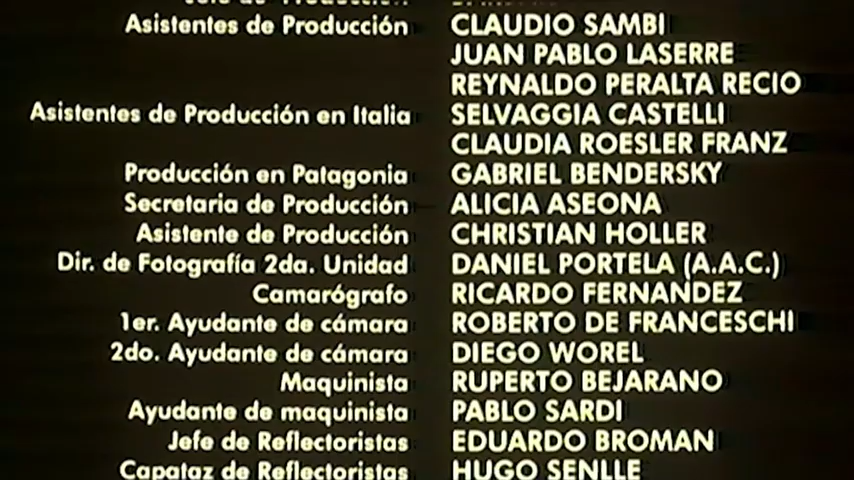 Asistentes de Producción CLAUDIO SAMBI
JUAN PABLO LASERRE
REYNALDO PERALTA RECIO
Asistentes de Producción en Italia SELVAGGIA CASTELLI
CLAUDIA ROESLER FRANZ
Producción en Patagonia GABRIEL BENDERSKY
Secretaria de Producción ALICIA ASEONA
Asistente de Producción CHRISTIAN HOLLER
Dir. de Fotografía 2da. Unidad DANIEL PORTELA (A.A.C.)
Camarógrafo RICARDO FERNANDEZ
1er. Ayudante de cámara ROBERTO DE FRANCESCHI
2do. Ayudante de cámara DIEGO WOREL
Maquinista RUPERTO BEJARANO
Ayudante de maquinista PABLO SARDI
Jefe de Reflectoristas EDUARDO BROMAN
Capataz de Reflectoristas HUGO SENLLE